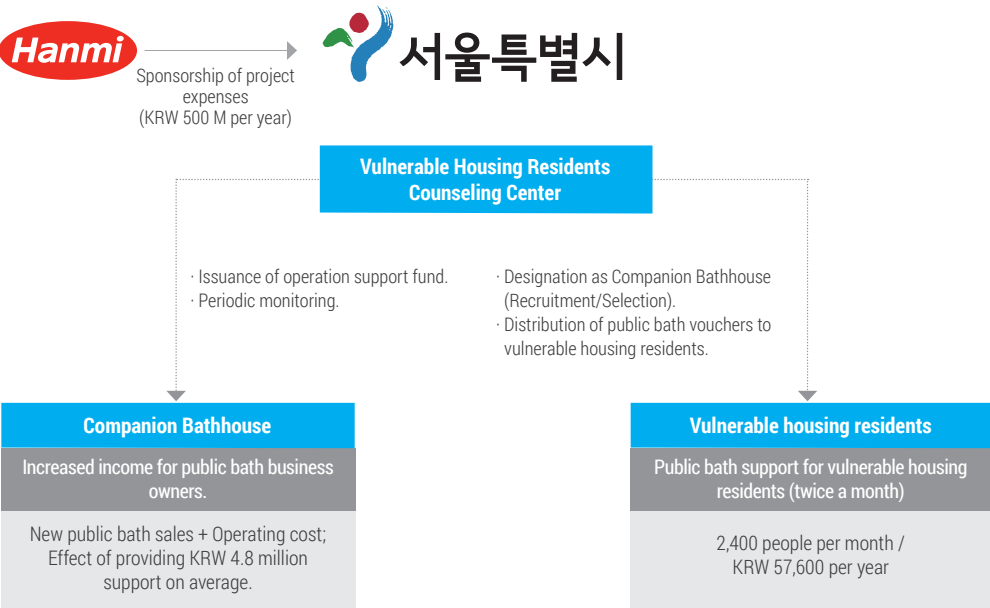 Hanmi
서울특별시
Sponsorship of project
expenses
(KRW 500 M per year)
Vulnerable Housing Residents
Counseling Center
· Issuance of operation support fund.
· Periodic monitoring.
· Designation as Companion Bathhouse
(Recruitment/Selection).
· Distribution of public bath vouchers to
vulnerable housing residents.
Companion Bathhouse
Increased income for public bath business
owners.
New public bath sales + Operating cost;
Effect of providing KRW 4.8 million
support on average.
Vulnerable housing residents
Public bath support for vulnerable housing
residents (twice a month)
2,400 people per month /
KRW 57,600 per year